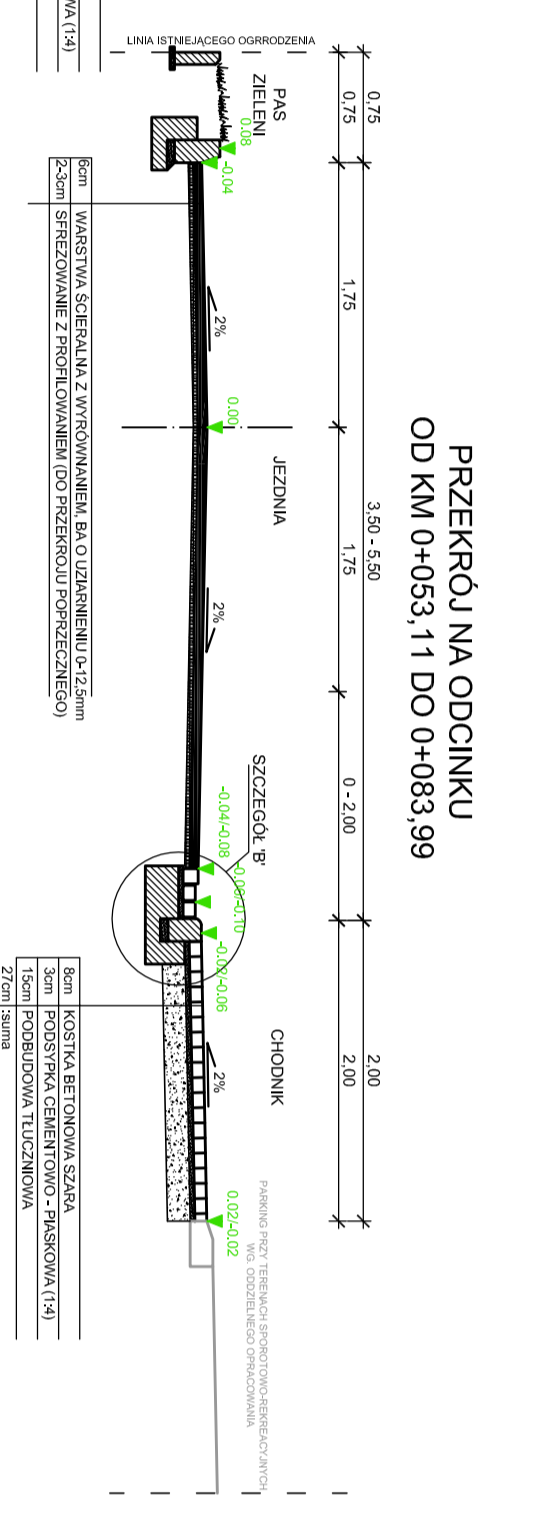 PRZEKRÓJ NA ODCINKU
OD KM 0+053,11 DO 0+083,99
0,75
3,50 - 5,50
2,00
0,75
1,75
1,75
0 - 2,00
2,00
LINIA ISTNIEJĄCEGO OGRRODZENIA
PAS
ZIELENI
JEZDNIA
SZCZEGÓŁ 'B'
CHODNIK
PARKING PRZY TERENACH SPOROTOWO-REKREACYJNYCH
WG. ODDZIELNEGO OPRACOWANIA
0.08
-0.04
2%
0.00
2%
-0.04/-0.08
-0.06/-0.10
-0.02/-0.06
2%
0.02/-0.02
6cm WARSTWA ŚCIERALNA Z WYRÓWNANIEM, BA O UZIARNIENIU 0-12,5mm
2-3cm SFREZOWANIE Z PROFILOWANIEM (DO PRZEKROJU POPRZECZNEGO)
8cm KOSTKA BETONOWA SZARA
3cm PODSYPKA CEMENTOWO - PIASKOWA (1:4)
15cm PODBUDOWA TŁUCZNIOWA
27cm :suma
WA (1:4)